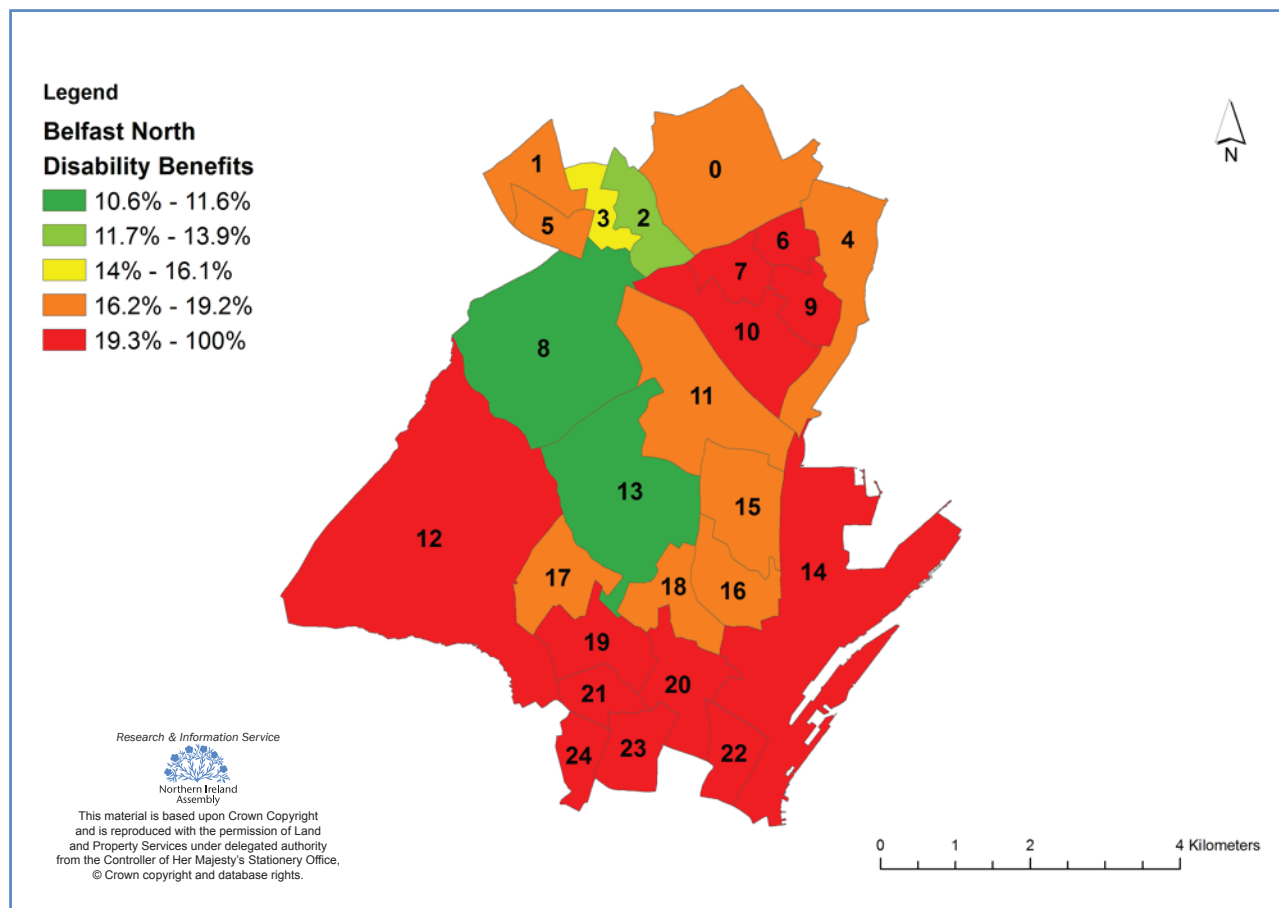 Legend
Belfast North
Disability Benefits
10.6% - 11.6%
11.7% - 13.9%
14% - 16.1%
16.2% - 19.2%
19.3% - 100%
N
0
1
2
3
4
5
6
7
8
9
10
11
12
13
14
15
16
17
18
19
20
21
22
23
24
Research & Information Service
Northern Ireland
Assembly
This material is based upon Crown Copyright
and is reproduced with the permission of Land
and Property Services under delegated authority
from the Controller of Her Majesty's Stationery Office,
© Crown copyright and database rights.
0 1 2 4 Kilometers